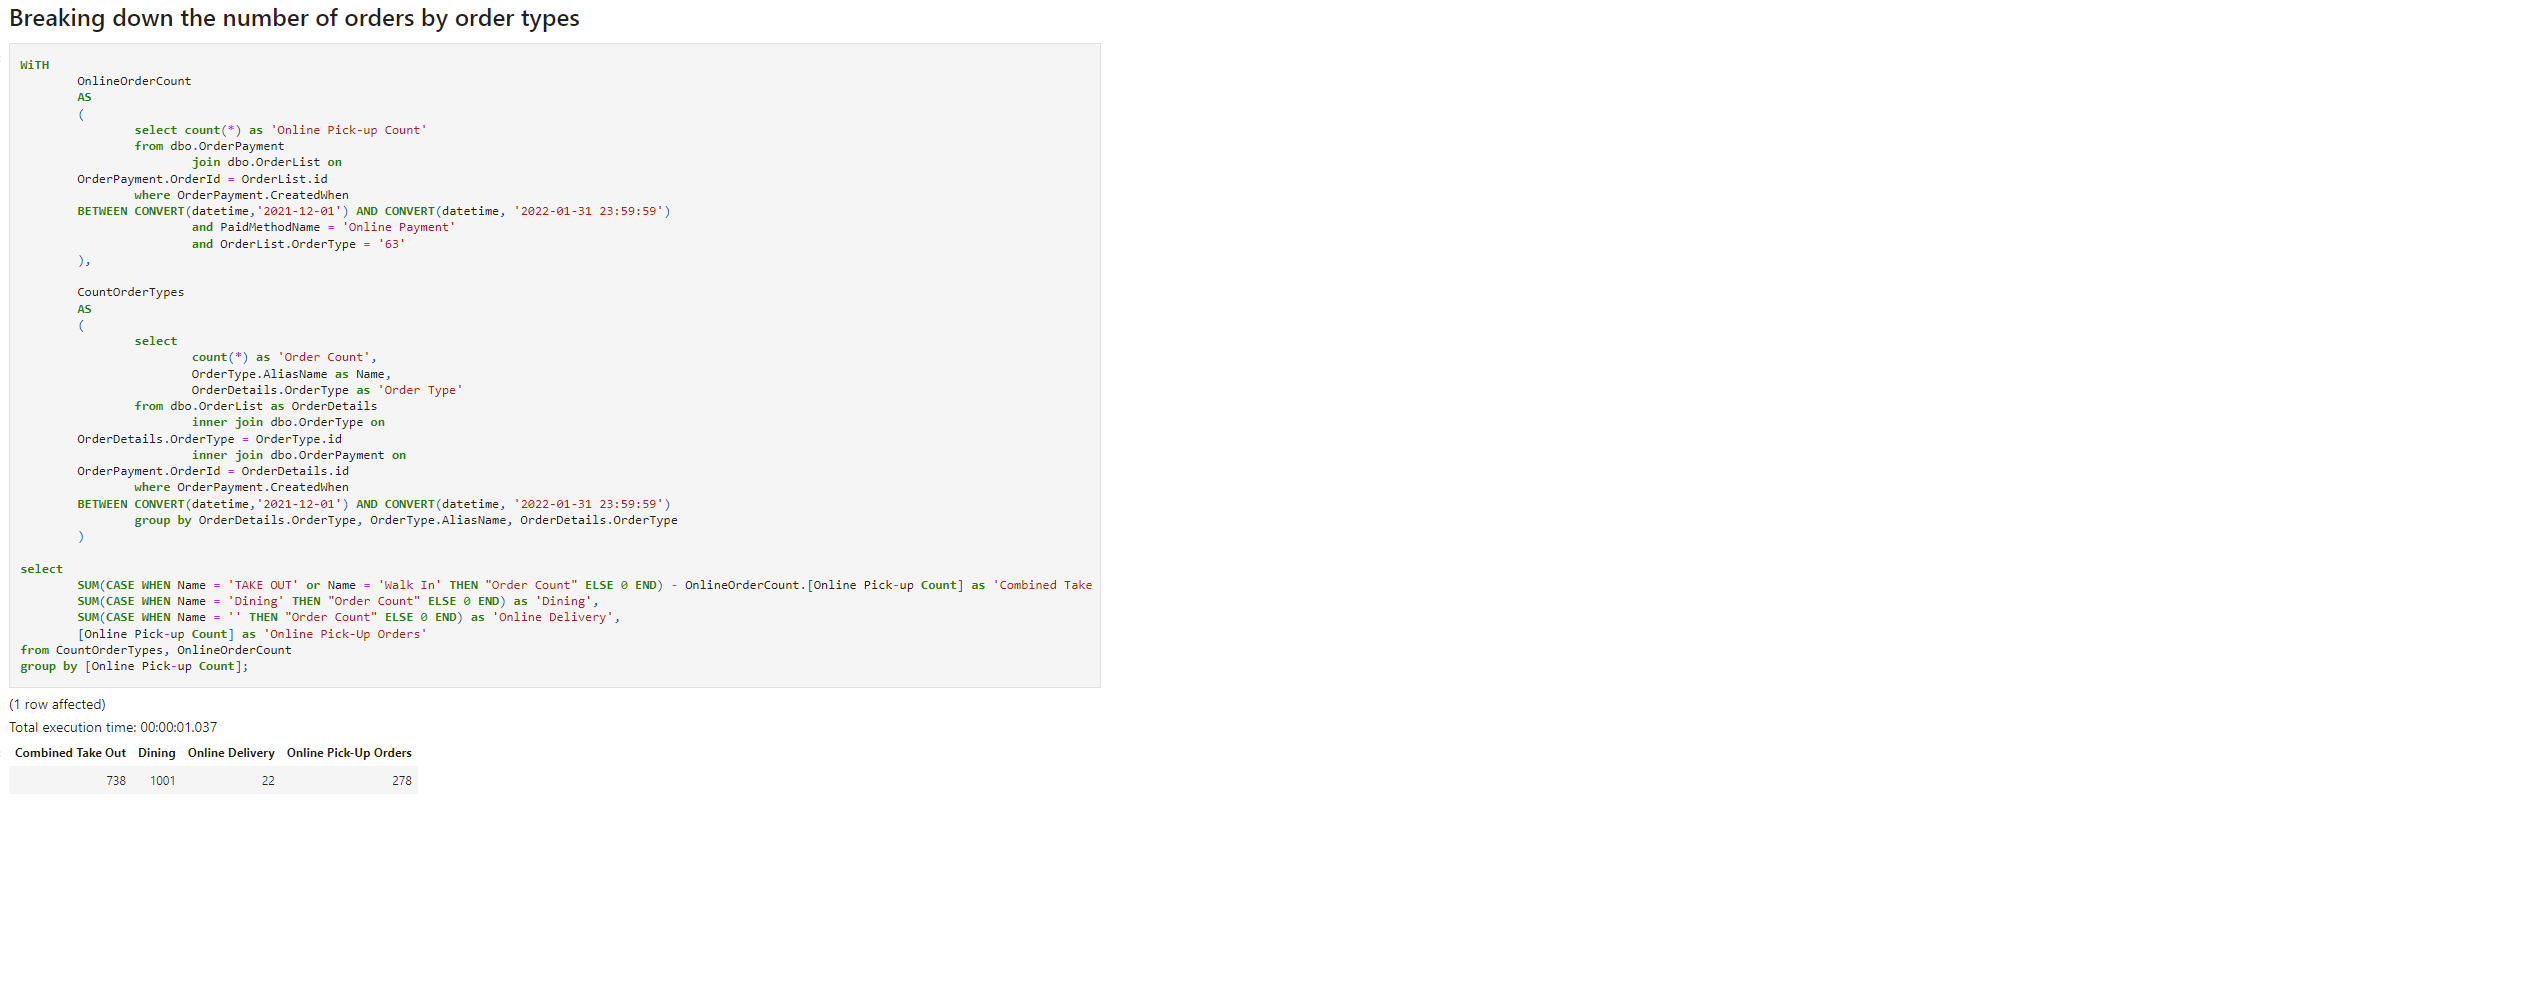 Breaking down the number of orders by order types
WiTH
OnlineOrderCount
AS
(
select count(*) as 'Online Pick-up Count'
from dbo.OrderPayment
join dbo.OrderList on
OrderPayment.OrderId = OrderList.id
where OrderPayment.CreatedWhen
BETWEEN CONVERT(datetime,'2021-12-01') AND CONVERT(datetime, '2022-01-31 23:59:59')
and PaidMethodName = 'Online Payment'
and OrderList.OrderType = '63'
),
CountOrderTypes
AS
(
select
count(*) as 'Order Count',
OrderType.AliasName as Name,
OrderDetails.OrderType as 'Order Type'
from dbo.OrderList as OrderDetails
inner join dbo.OrderType on
OrderDetails.OrderType = OrderType.id
inner join dbo.OrderPayment on
OrderPayment.OrderId = OrderDetails.id
where OrderPayment.CreatedWhen
BETWEEN CONVERT(datetime,'2021-12-01') AND CONVERT(datetime, '2022-01-31 23:59:59')
group by OrderDetails.OrderType, OrderType.AliasName, OrderDetails.OrderType
)
select
SUM(CASE WHEN Name = 'TAKE OUT' or Name = 'Walk In' THEN "Order Count" ELSE 0 END) - OnlineOrderCount.[Online Pick-up Count] as 'Combined Take
SUM(CASE WHEN Name = 'Dining' THEN "Order Count" ELSE 0 END) as 'Dining',
SUM(CASE WHEN Name = '' THEN "Order Count" ELSE 0 END) as 'Online Delivery',
[Online Pick-up Count] as 'Online Pick-Up Orders'
from CountOrderTypes, OnlineOrderCount
group by [Online Pick-up Count];
(1 row affected)
Total execution time: 00:00:01.037
Combined Take Out Dining Online Delivery Online Pick-Up Orders
738 1001 22 278